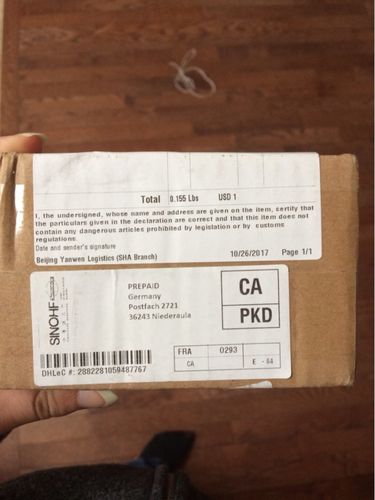 Total 0.155 Lbs USD 1
I, the undersigned, whose name and address are given on the item, certify that
the particulars given in the declaration are correct and that this item does not
contain any dangerous articles prohibited by legislation or by customs
regulations.
Date and sender's signature
Beijing Yanwen Logistics (SHA Branch) 10/26/2017 Page 1/1
SINOHF
PREPAID
Germany
Postfach 2721
36243 Niederaula
CA
PKD
FRA 0293
CA E - 64
DHLeC #: 2882281059487767